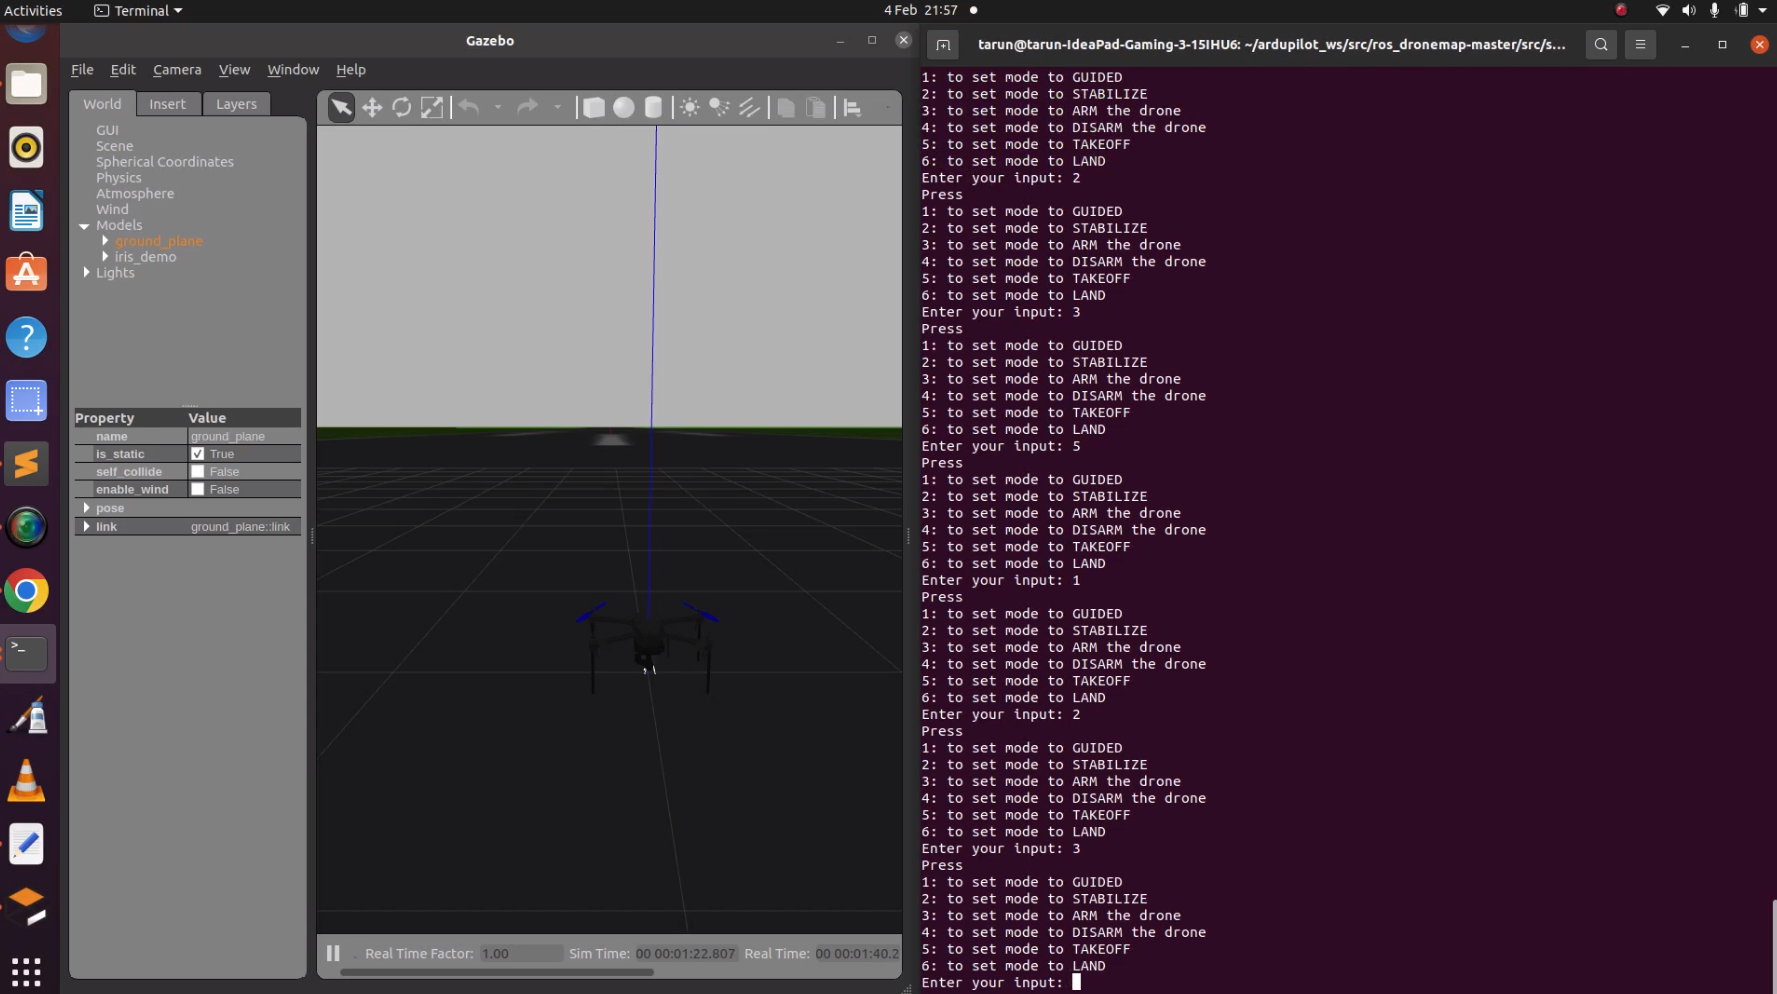 Activities
Terminal
4 Feb 21:57
Gazebo
File Edit Camera View Window Help
World Insert Layers
GUI
Scene
Spherical Coordinates
Physics
Atmosphere
Wind
Models
ground_plane
iris_demo
Lights
Property Value
name ground_plane
is_static True
self_collide False
enable_wind False
pose
link ground_plane::link
Real Time Factor: 1.00 Sim Time: 00 00:01:22.807 Real Time: 00 00:01:40.2
tarun@tarun-IdeaPad-Gaming-3-15IHU6: ~/ardupilot_ws/src/ros_dronemap-master/src/s...
1: to set mode to GUIDED
2: to set mode to STABILIZE
3: to set mode to ARM the drone
4: to set mode to DISARM the drone
5: to set mode to TAKEOFF
6: to set mode to LAND
Enter your input: 2
Press
1: to set mode to GUIDED
2: to set mode to STABILIZE
3: to set mode to ARM the drone
4: to set mode to DISARM the drone
5: to set mode to TAKEOFF
6: to set mode to LAND
Enter your input: 3
Press
1: to set mode to GUIDED
2: to set mode to STABILIZE
3: to set mode to ARM the drone
4: to set mode to DISARM the drone
5: to set mode to TAKEOFF
6: to set mode to LAND
Enter your input: 5
Press
1: to set mode to GUIDED
2: to set mode to STABILIZE
3: to set mode to ARM the drone
4: to set mode to DISARM the drone
5: to set mode to TAKEOFF
6: to set mode to LAND
Enter your input: 1
Press
1: to set mode to GUIDED
2: to set mode to STABILIZE
3: to set mode to ARM the drone
4: to set mode to DISARM the drone
5: to set mode to TAKEOFF
6: to set mode to LAND
Enter your input: 2
Press
1: to set mode to GUIDED
2: to set mode to STABILIZE
3: to set mode to ARM the drone
4: to set mode to DISARM the drone
5: to set mode to TAKEOFF
6: to set mode to LAND
Enter your input: 3
Press
1: to set mode to GUIDED
2: to set mode to STABILIZE
3: to set mode to ARM the drone
4: to set mode to DISARM the drone
5: to set mode to TAKEOFF
6: to set mode to LAND
Enter your input: